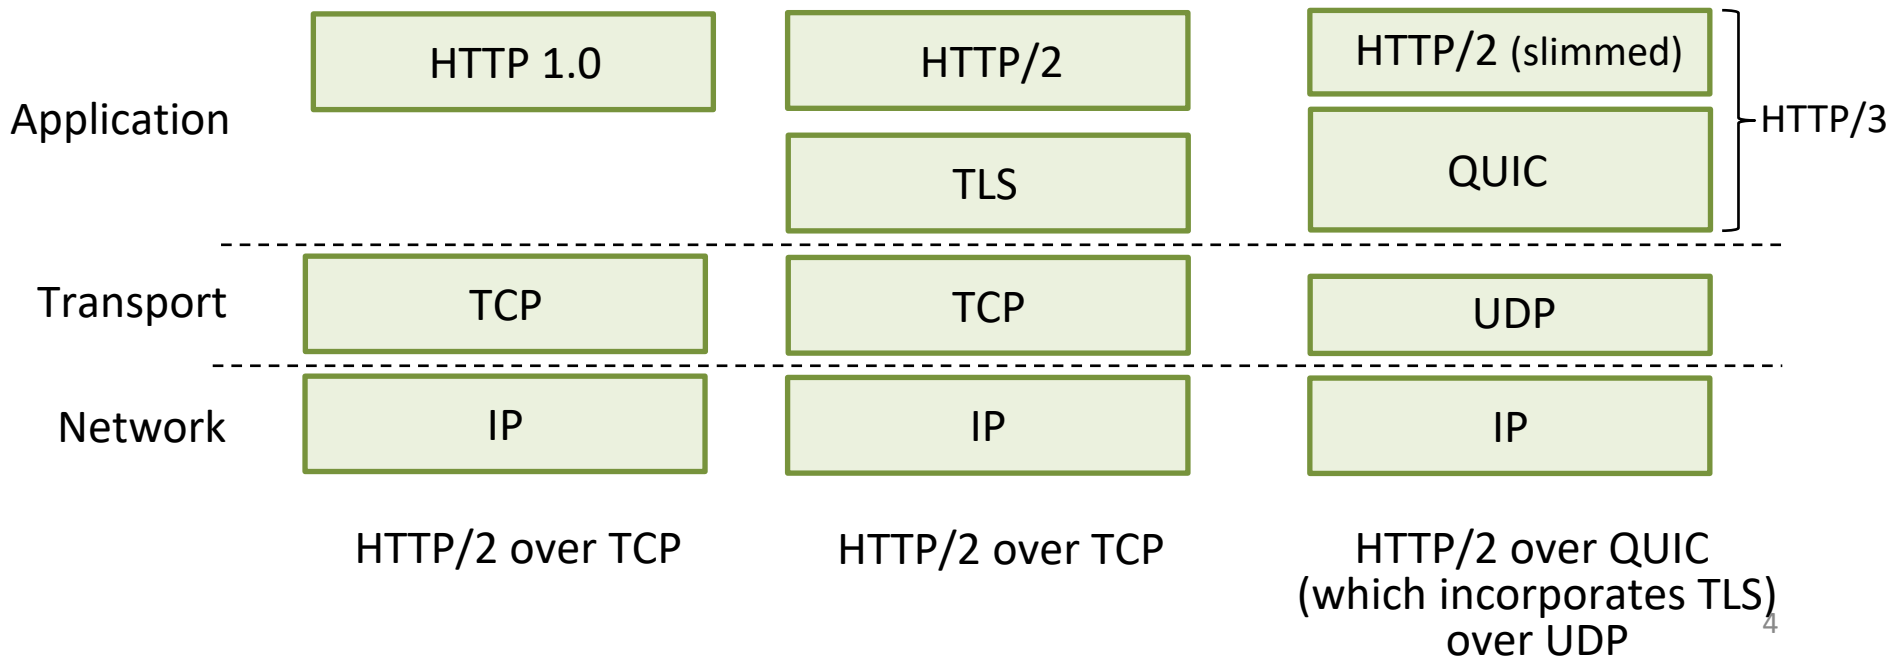 HTTP 1.0
HTTP/2
HTTP/2 (slimmed)
Application
HTTP/3
TLS
QUIC
Transport
TCP
TCP
UDP
Network
IP
IP
IP
HTTP/2 over TCP
HTTP/2 over TCP
HTTP/2 over QUIC
(which incorporates TLS)
over UDP
4